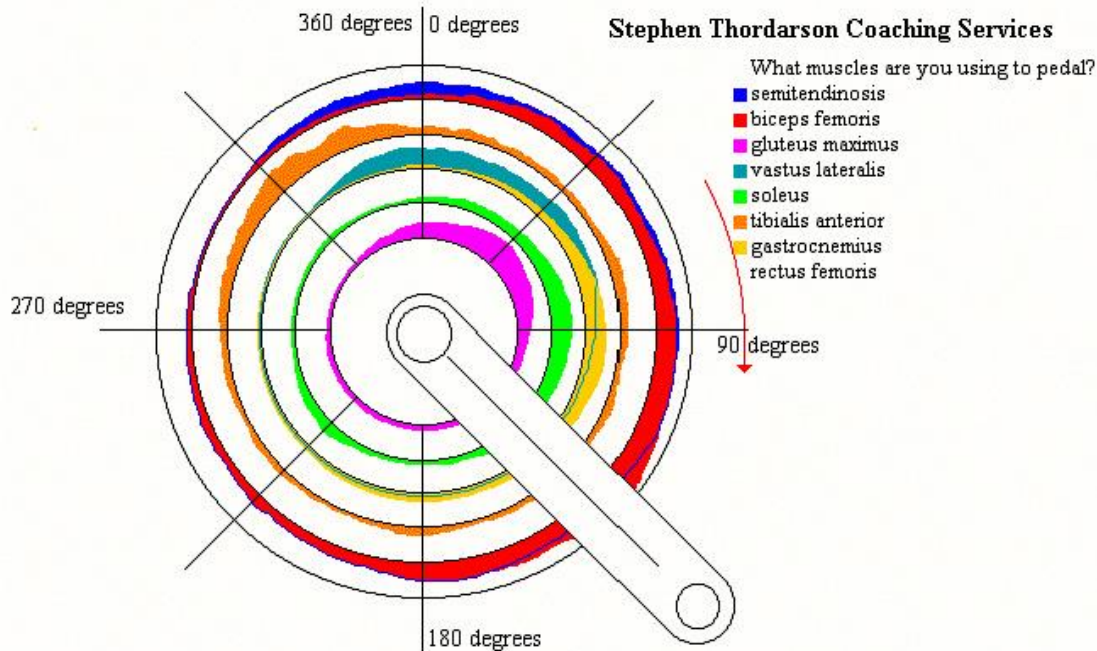 360 degrees
0 degrees
Stephen Thordarson Coaching Services
What muscles are you using to pedal?
semitendinosis
biceps femoris
gluteus maximus
vastus lateralis
soleus
tibialis anterior
gastrocnemius
rectus femoris
270 degrees
90 degrees
180 degrees